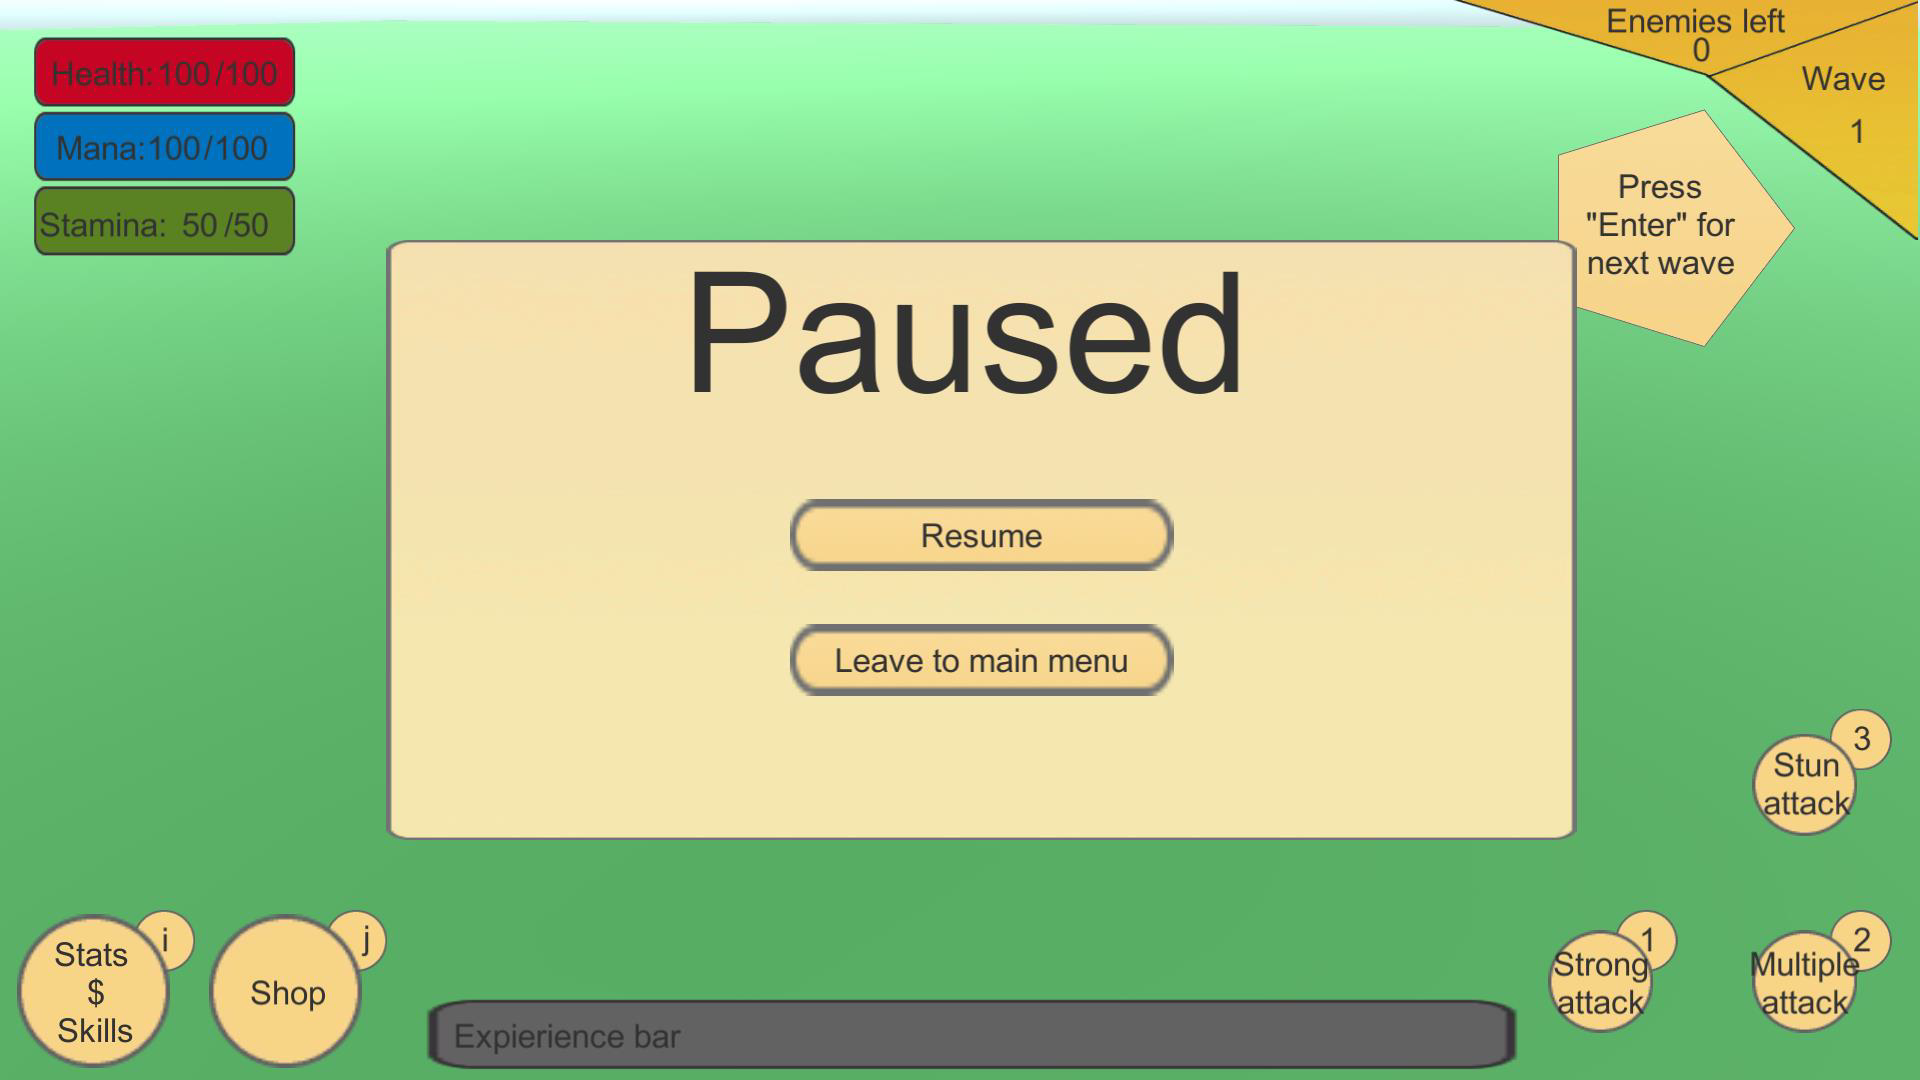 Enemies left
0
Wave
1
Health: 100/100
Mana:100/100
Stamina: 50/50
Press
"Enter" for
next wave
Paused
Resume
Leave to main menu
3
Stun
attack
i
Stats
$
Skills
j
Shop
1
Strong
attack
2
Multiple
attack
Expierience bar